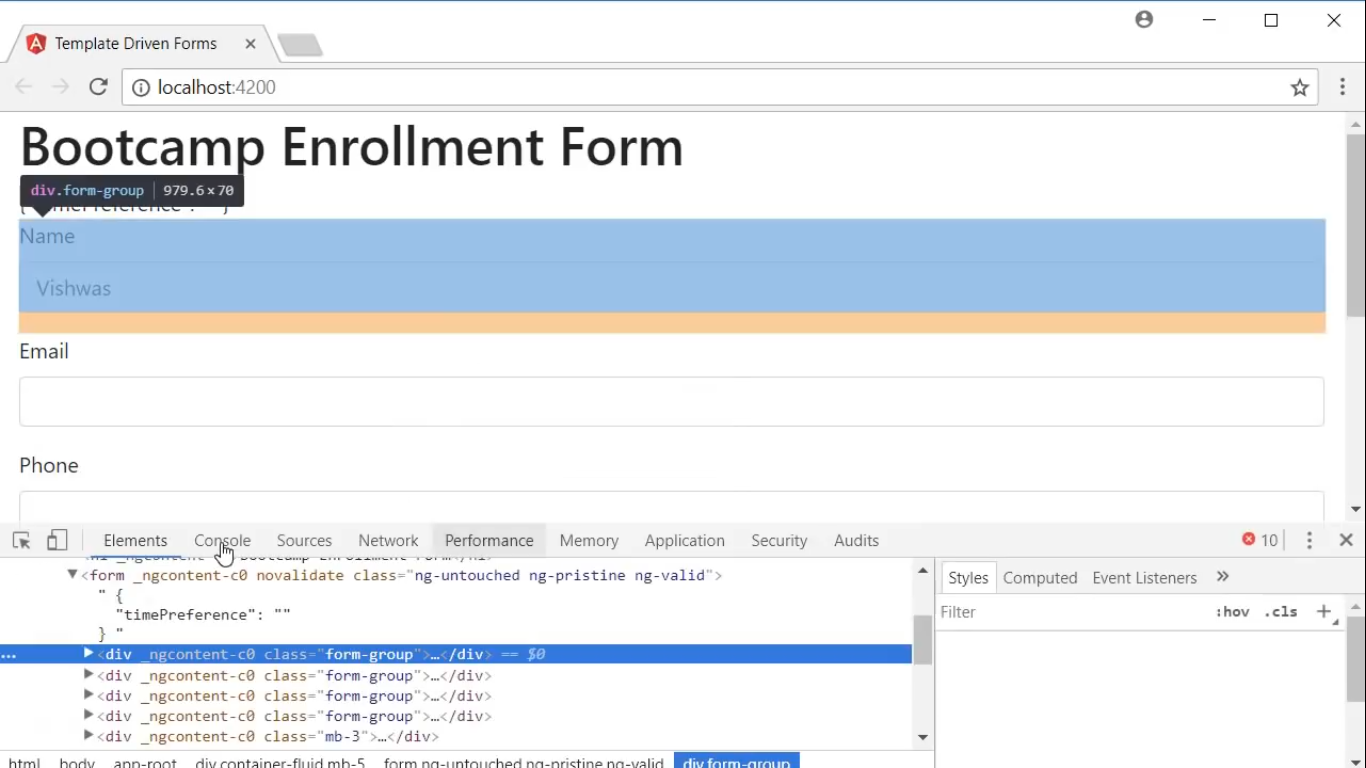 Template Driven Forms
localhost:4200
Bootcamp Enrollment Form
div.form-group 979.6×70
Name
Vishwas
Email
Phone
Elements Console Sources Network Performance Memory Application Security Audits 10
<form _ngcontent-c0 novalidate class="ng-untouched ng-pristine ng-valid">
" {
"timePreference": ""
} "
<div _ngcontent-c0 class="form-group">…</div> == $0
<div _ngcontent-c0 class="form-group">…</div>
<div _ngcontent-c0 class="form-group">…</div>
<div _ngcontent-c0 class="form-group">…</div>
<div _ngcontent-c0 class="mb-3">…</div>
html body app-root div.container-fluid.mb-5 form.ng-untouched.ng-pristine.ng-valid div.form-group
Styles Computed Event Listeners »
Filter :hov .cls +